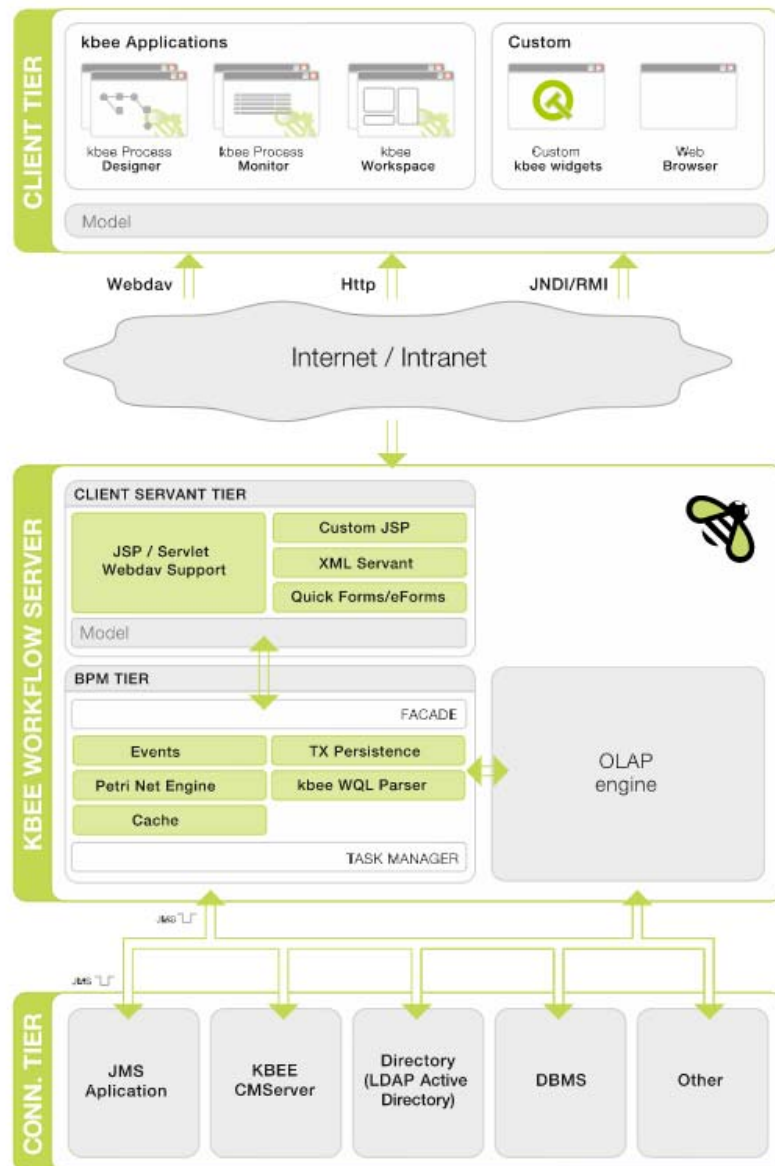 CLIENT TIER
kbee Applications
Custom
kbee Process
Designer
kbee Process
Monitor
kbee
Workspace
Custom
kbee widgets
Web
Browser
Model
Webdav
Http
JNDI/RMI
Internet / Intranet
KBEE WORKFLOW SERVER
CLIENT SERVANT TIER
JSP / Servlet
Webdav Support
Custom JSP
XML Servant
Quick Forms/eForms
Model
BPM TIER
FACADE
Events
TX Persistence
Petri Net Engine
kbee WQL Parser
Cache
TASK MANAGER
OLAP
engine
JMS
JMS
CONN. TIER
JMS
Aplication
KBEE
CMServer
Directory
(LDAP Active
Directory)
DBMS
Other